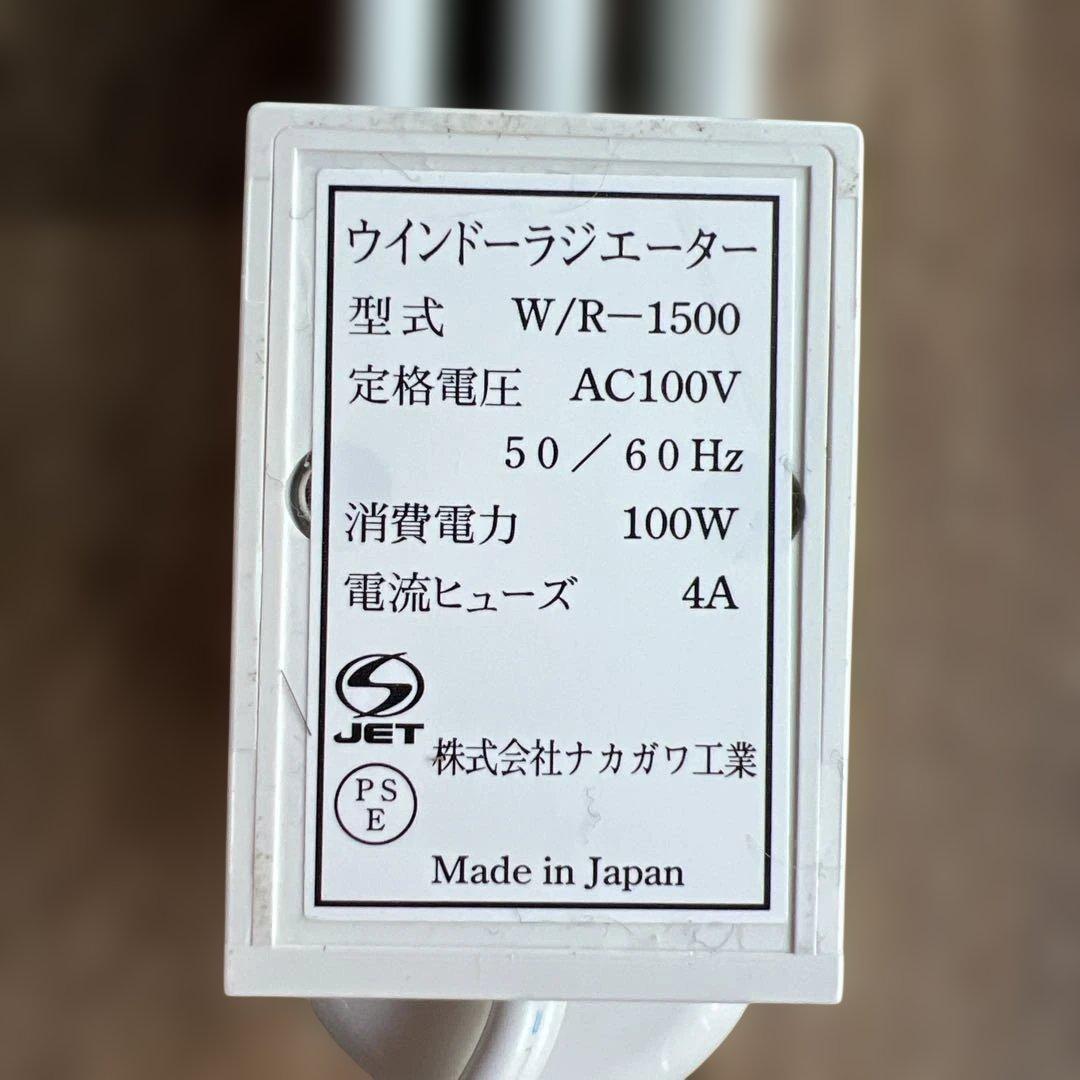 ウインドーラジエーター
型式 W/R－1500
定格電圧 AC100V
50／60Hz
消費電力 100W
電流ヒューズ 4A
JET
株式会社ナカガワ工業
PS
E
Made in Japan